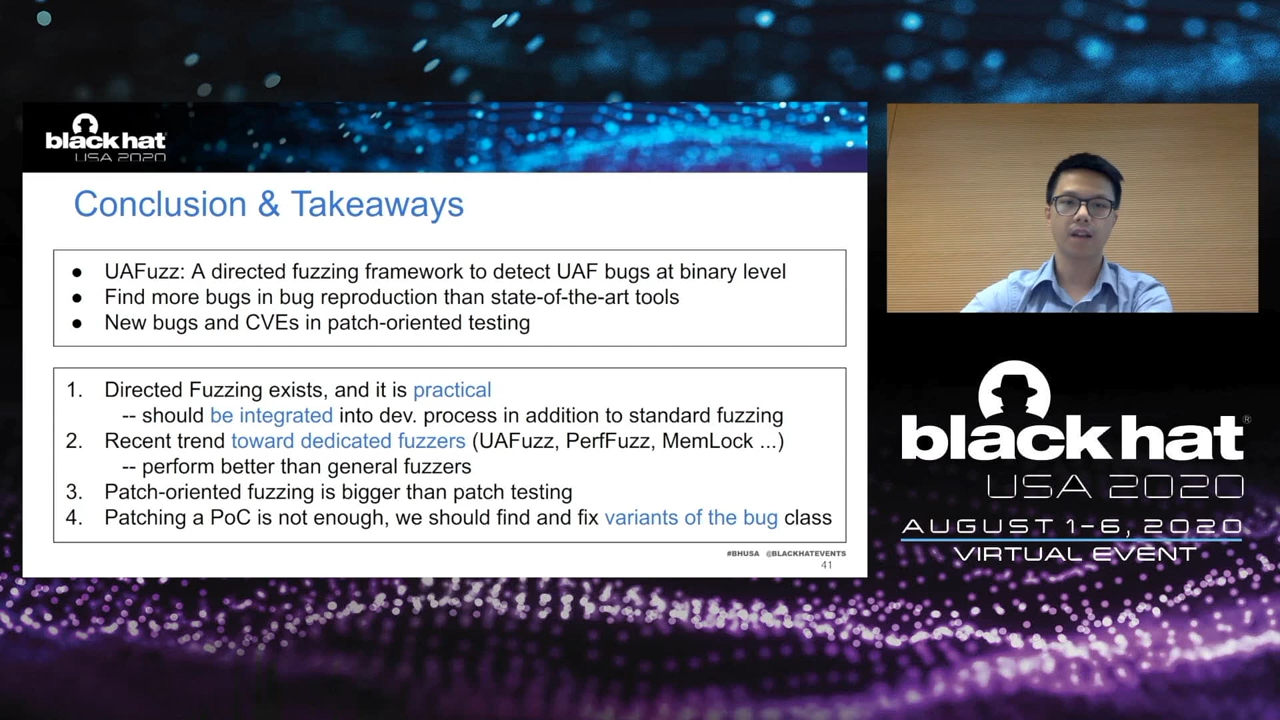 black hat
USA 2020
Conclusion & Takeaways
● UAFuzz: A directed fuzzing framework to detect UAF bugs at binary level
● Find more bugs in bug reproduction than state-of-the-art tools
● New bugs and CVEs in patch-oriented testing
1. Directed Fuzzing exists, and it is practical
-- should be integrated into dev. process in addition to standard fuzzing
2. Recent trend toward dedicated fuzzers (UAFuzz, PerfFuzz, MemLock ...)
-- perform better than general fuzzers
3. Patch-oriented fuzzing is bigger than patch testing
4. Patching a PoC is not enough, we should find and fix variants of the bug class
#BHUSA @BLACKHATEVENTS
41
black hat®
USA 2020
AUGUST 1-6, 2020
VIRTUAL EVENT